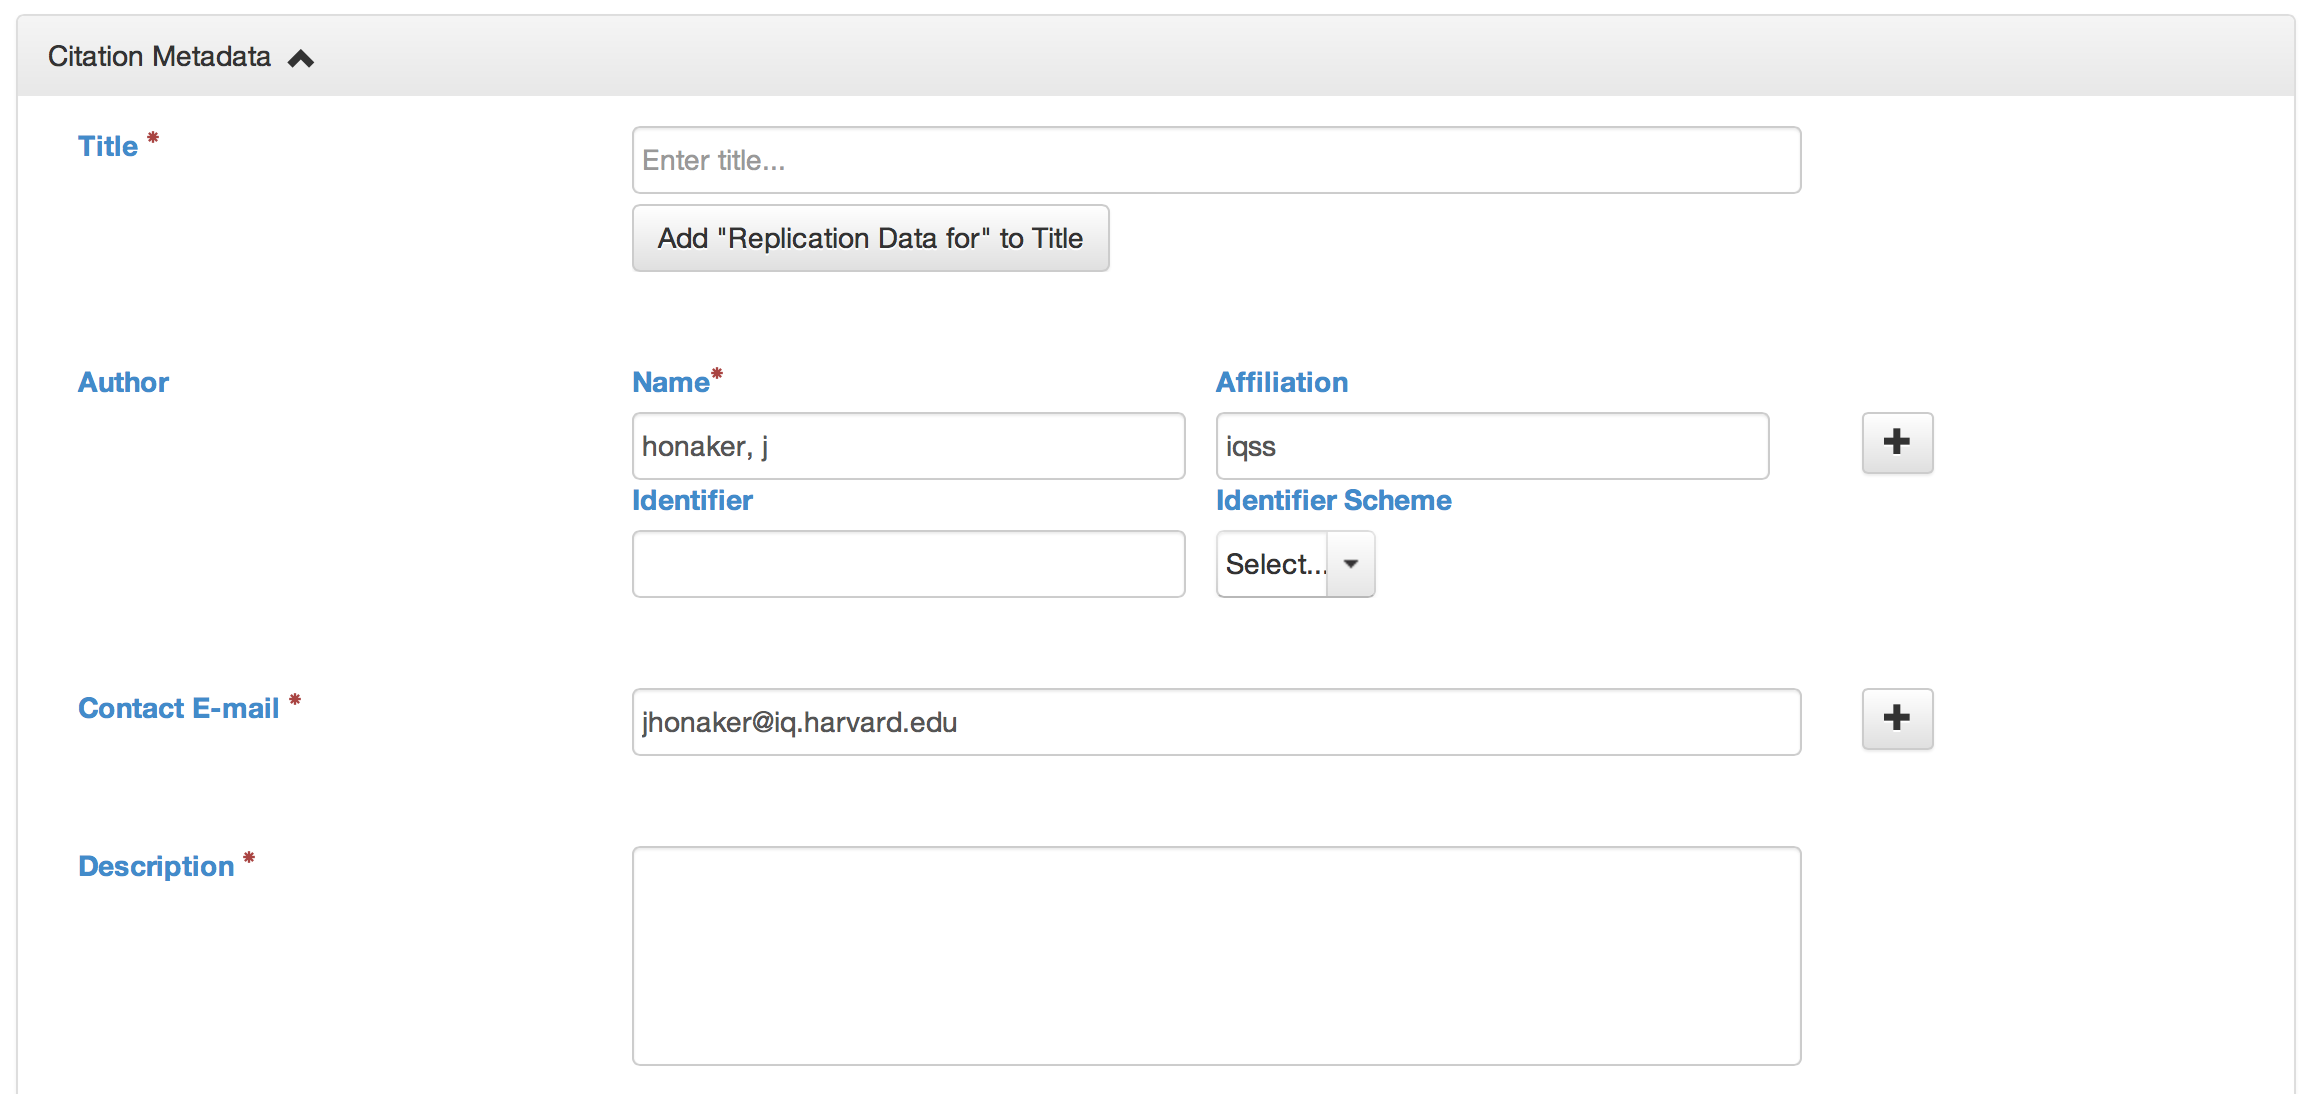 Citation Metadata
Title *
Enter title...
Add "Replication Data for" to Title
Author
Name*
Affiliation
honaker, j
iqss
Identifier
Identifier Scheme
Select...
Contact E-mail *
jhonaker@iq.harvard.edu
Description *